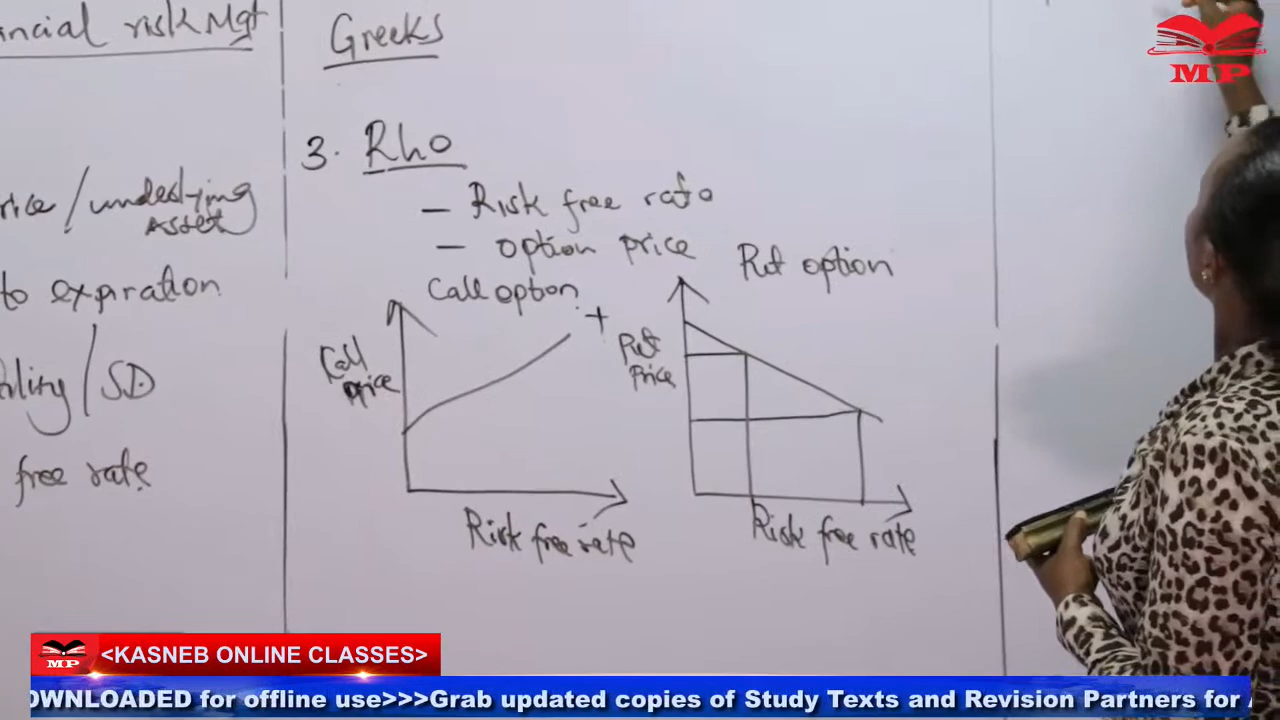 ncial risk Mgt
rice / underlying
Asset
to expiration
/ SD
free rate
Greeks
3. Rho
– Risk free rate
– option price
Call option
+
Call
price
Risk free rate
Put option
Put
Price
Risk free rate
MP
MP
<KASNEB ONLINE CLASSES>
OWNLOADED for offline use>>>Grab updated copies of Study Texts and Revision Partners for